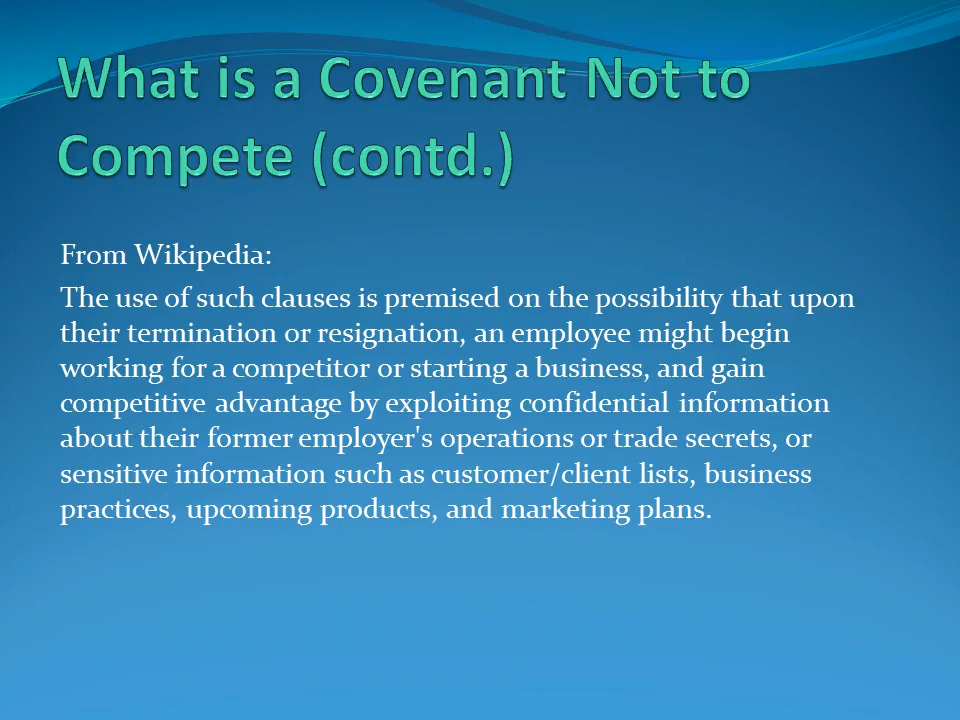 What is a Covenant Not to
Compete (contd.)
From Wikipedia:
The use of such clauses is premised on the possibility that upon
their termination or resignation, an employee might begin
working for a competitor or starting a business, and gain
competitive advantage by exploiting confidential information
about their former employer's operations or trade secrets, or
sensitive information such as customer/client lists, business
practices, upcoming products, and marketing plans.